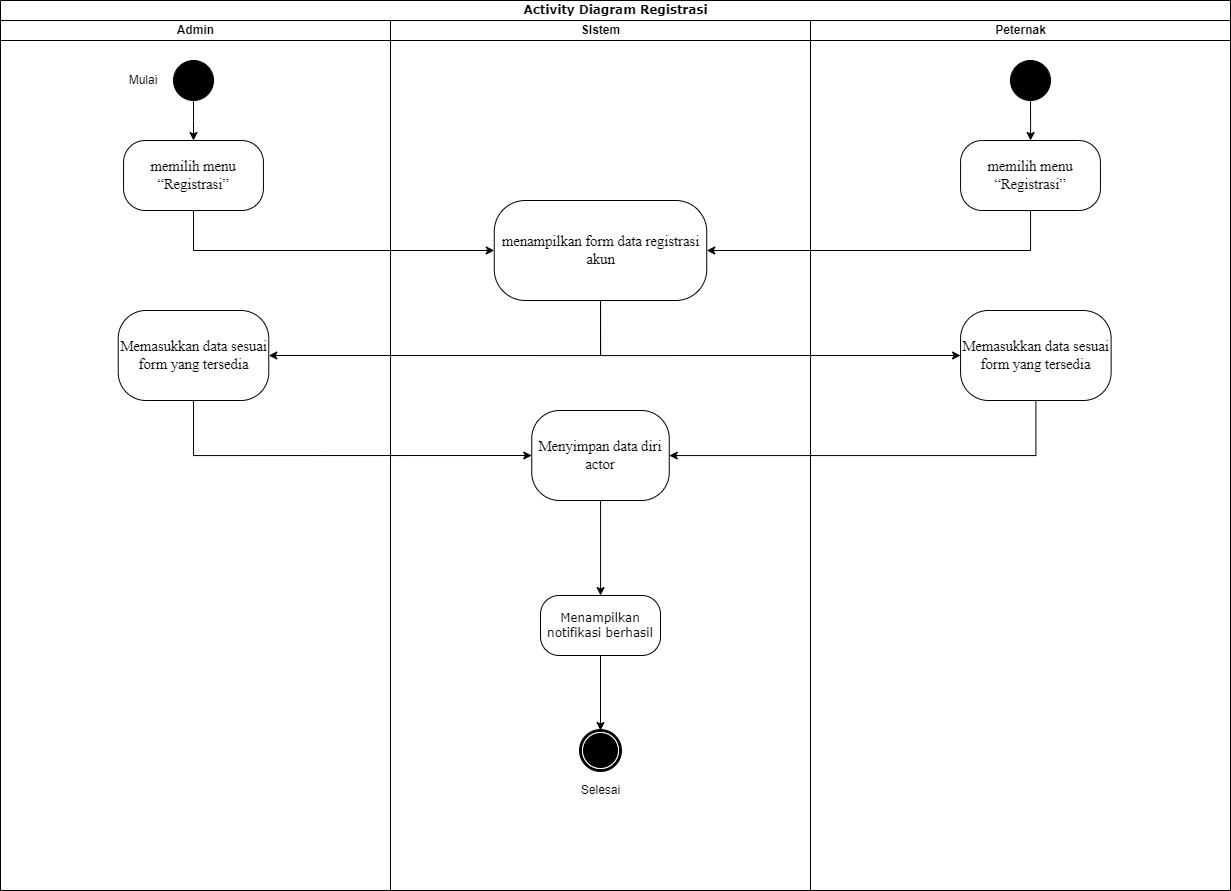 Activity Diagram Registrasi
Admin
SIstem
Peternak
Mulai
memilih menu
“Registrasi”
memilih menu
“Registrasi”
menampilkan form data registrasi
akun
Memasukkan data sesuai
form yang tersedia
Memasukkan data sesuai
form yang tersedia
Menyimpan data diri
actor
Menampilkan
notifikasi berhasil
Selesai